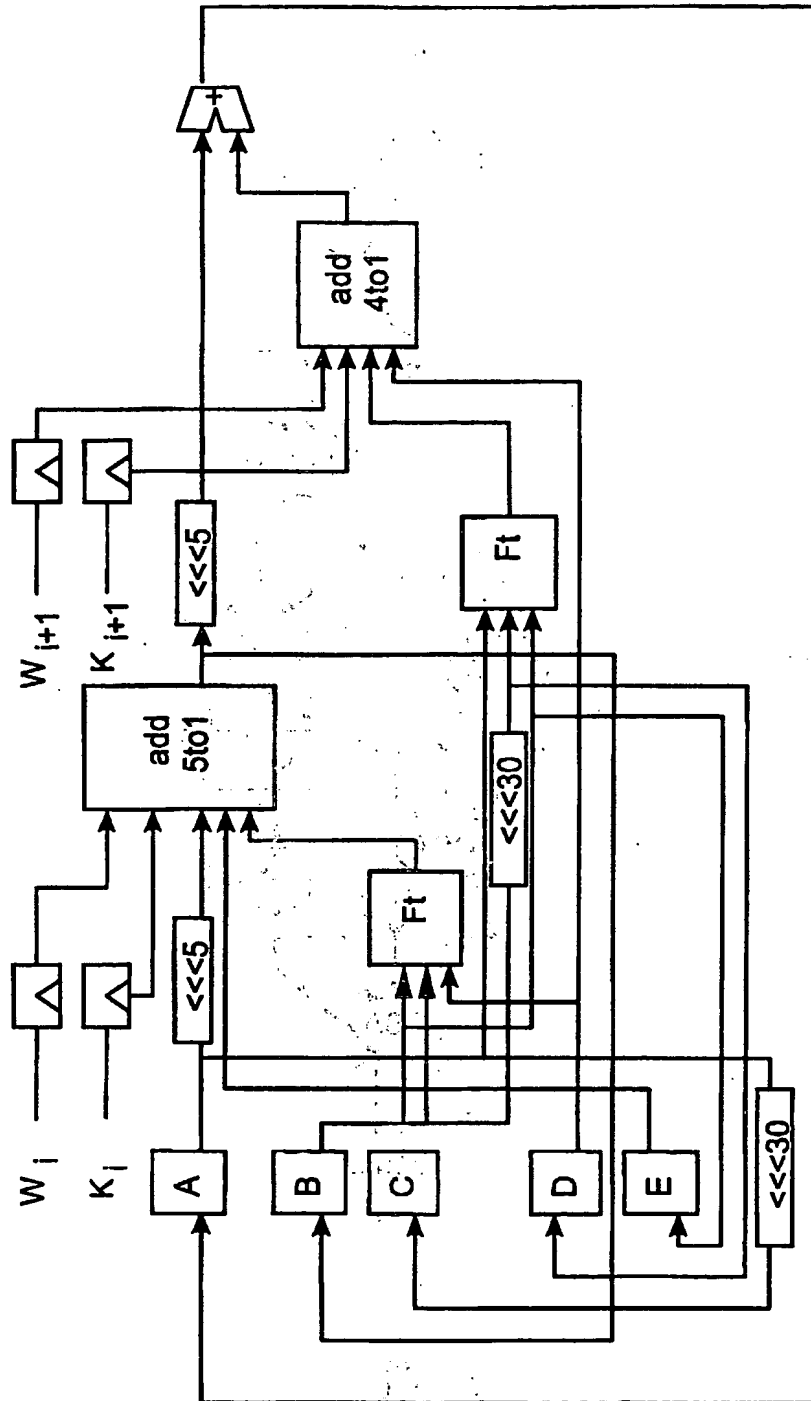 W i
K i
A
B
C
D
E
<<<30
<<<5
Ft
add
5to1
<<<30
W i+1
K i+1
<<<5
Ft
add
4to1
+